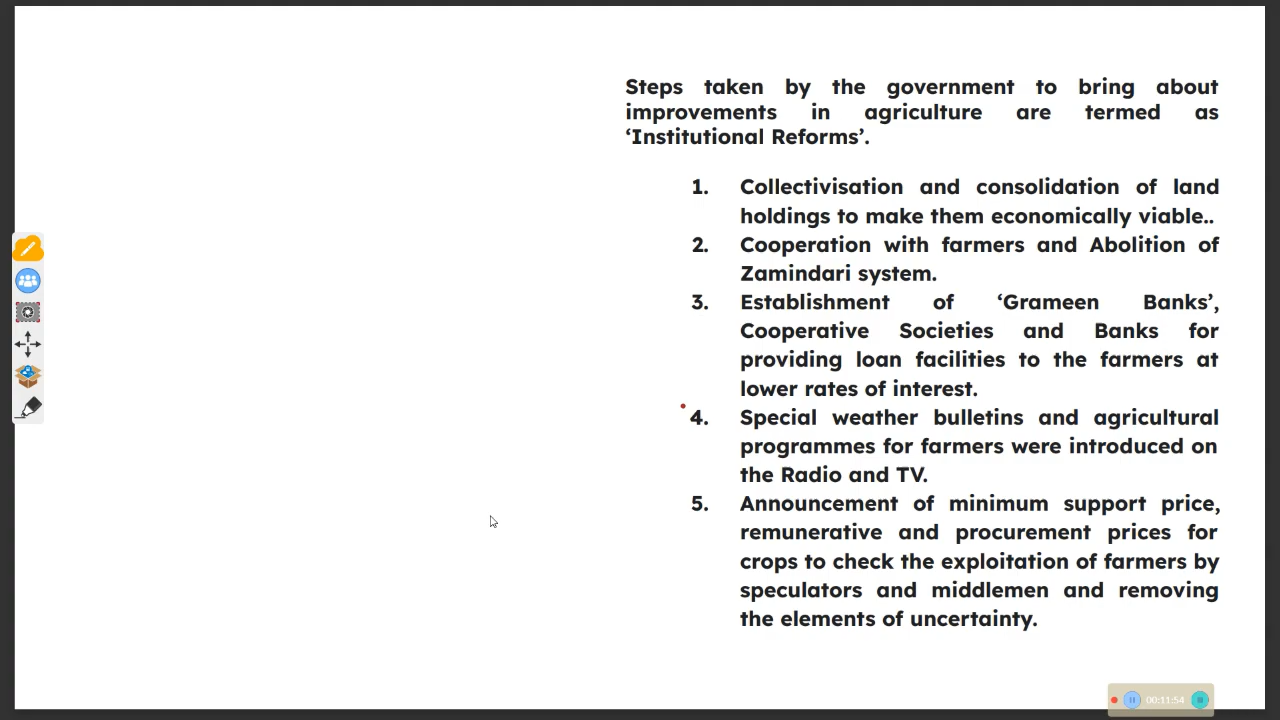 Steps taken by the government to bring about
improvements in agriculture are termed as
‘Institutional Reforms’.
1. Collectivisation and consolidation of land
holdings to make them economically viable..
2. Cooperation with farmers and Abolition of
Zamindari system.
3. Establishment of ‘Grameen Banks’,
Cooperative Societies and Banks for
providing loan facilities to the farmers at
lower rates of interest.
4. Special weather bulletins and agricultural
programmes for farmers were introduced on
the Radio and TV.
5. Announcement of minimum support price,
remunerative and procurement prices for
crops to check the exploitation of farmers by
speculators and middlemen and removing
the elements of uncertainty.
00:11:54